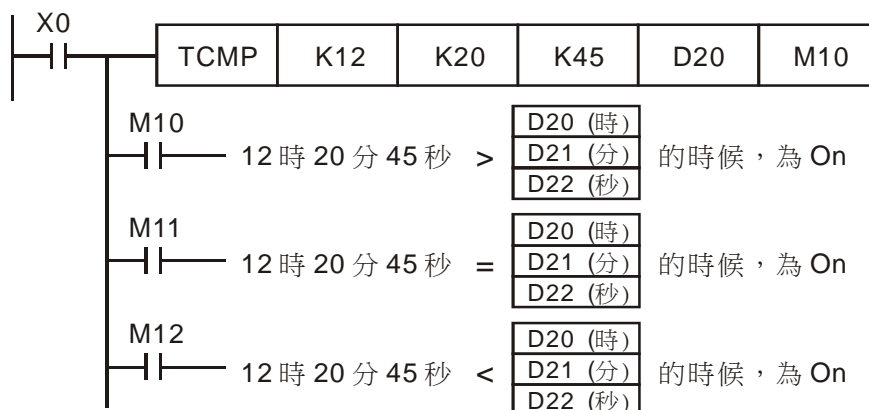 X0
TCMP K12 K20 K45 D20 M10
M10
D20 (時)
12時20分45秒 > D21 (分) 的時候，為 On
D22 (秒)
M11
D20 (時)
12時20分45秒 = D21 (分) 的時候，為 On
D22 (秒)
M12
D20 (時)
12時20分45秒 < D21 (分) 的時候，為 On
D22 (秒)